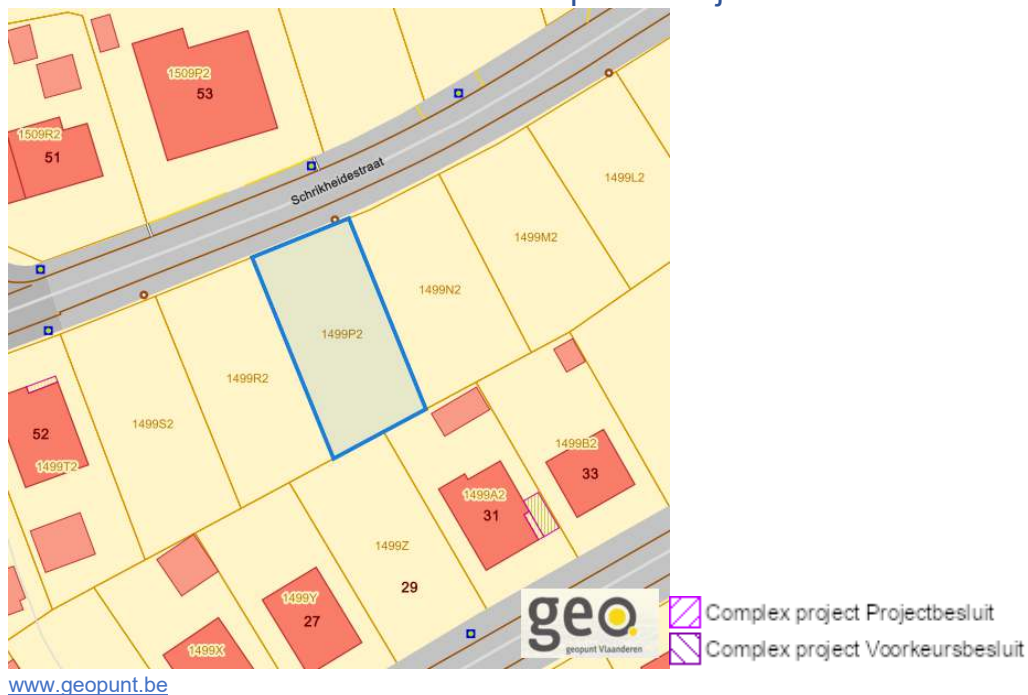 1509P2
53
1509R2
51
Schrikheidestraat
1499L2
1499M2
1499N2
1499P2
1499R2
1499S2
52
1499T2
1499B2
33
1499A2
31
1499Z
29
1499Y
27
1499X
geo.
geopunt Vlaanderen
Complex project Projectbesluit
Complex project Voorkeursbesluit
www.geopunt.be